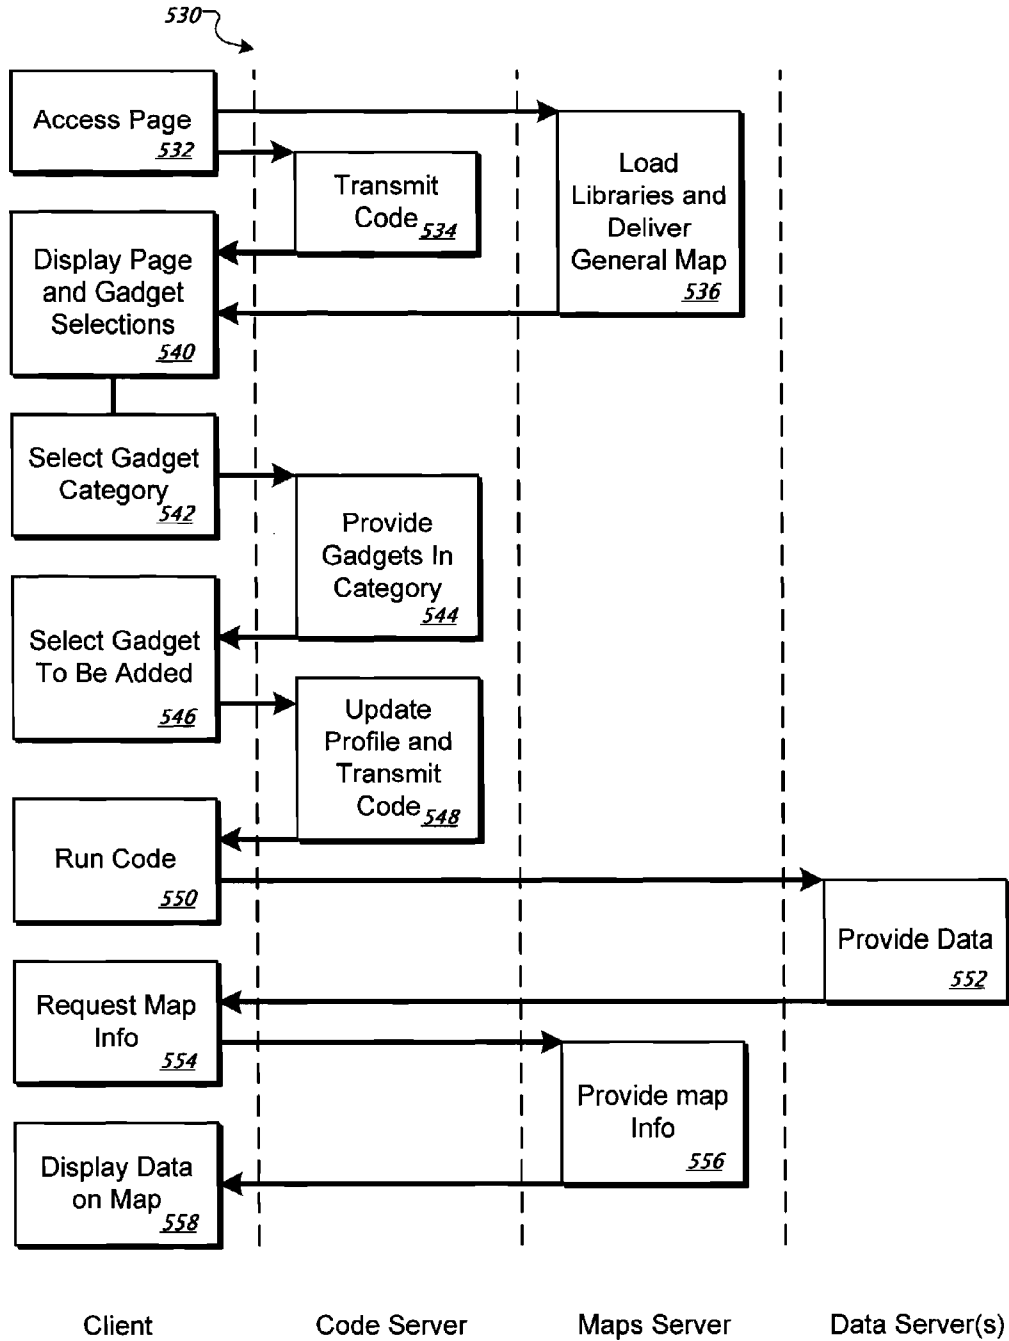 530
Access Page
532
Transmit
Code
534
Load
Libraries and
Deliver
General Map
536
Display Page
and Gadget
Selections
540
Select Gadget
Category
542
Provide
Gadgets In
Category
544
Select Gadget
To Be Added
546
Update
Profile and
Transmit
Code
548
Run Code
550
Provide Data
552
Request Map
Info
554
Provide map
Info
556
Display Data
on Map
558
Client
Code Server
Maps Server
Data Server(s)